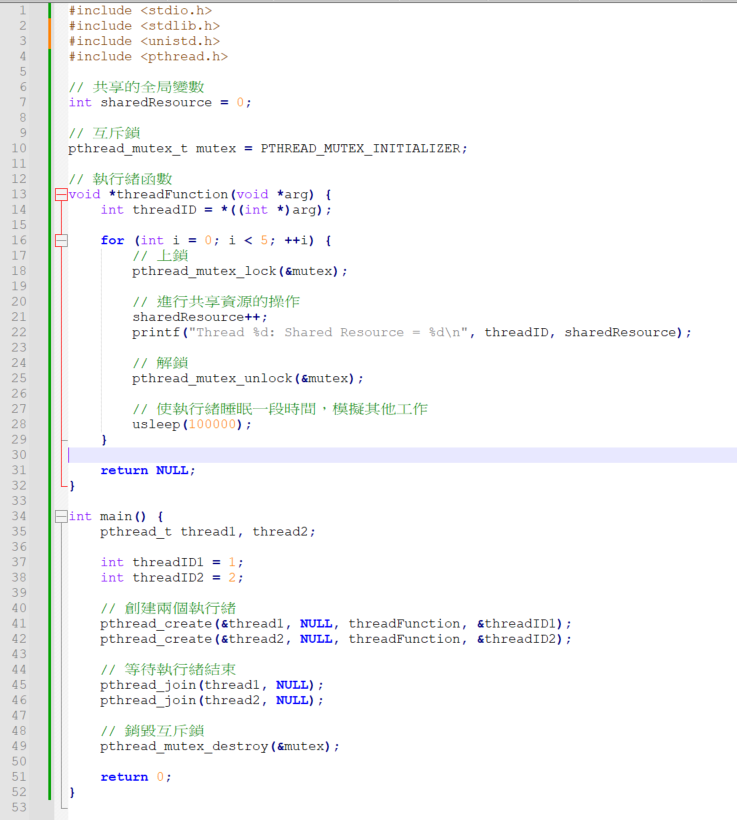 1 #include <stdio.h>
2 #include <stdlib.h>
3 #include <unistd.h>
4 #include <pthread.h>
5
6 // 共享的全局變數
7 int sharedResource = 0;
8
9 // 互斥鎖
10 pthread_mutex_t mutex = PTHREAD_MUTEX_INITIALIZER;
11
12 // 執行緒函數
13 void *threadFunction(void *arg) {
14     int threadID = *((int *)arg);
15
16     for (int i = 0; i < 5; ++i) {
17         // 上鎖
18         pthread_mutex_lock(&mutex);
19
20         // 進行共享資源的操作
21         sharedResource++;
22         printf("Thread %d: Shared Resource = %d\n", threadID, sharedResource);
23
24         // 解鎖
25         pthread_mutex_unlock(&mutex);
26
27         // 使執行緒睡眠一段時間，模擬其他工作
28         usleep(100000);
29     }
30
31     return NULL;
32 }
33
34 int main() {
35     pthread_t thread1, thread2;
36
37     int threadID1 = 1;
38     int threadID2 = 2;
39
40     // 創建兩個執行緒
41     pthread_create(&thread1, NULL, threadFunction, &threadID1);
42     pthread_create(&thread2, NULL, threadFunction, &threadID2);
43
44     // 等待執行緒結束
45     pthread_join(thread1, NULL);
46     pthread_join(thread2, NULL);
47
48     // 銷毀互斥鎖
49     pthread_mutex_destroy(&mutex);
50
51     return 0;
52 }
53